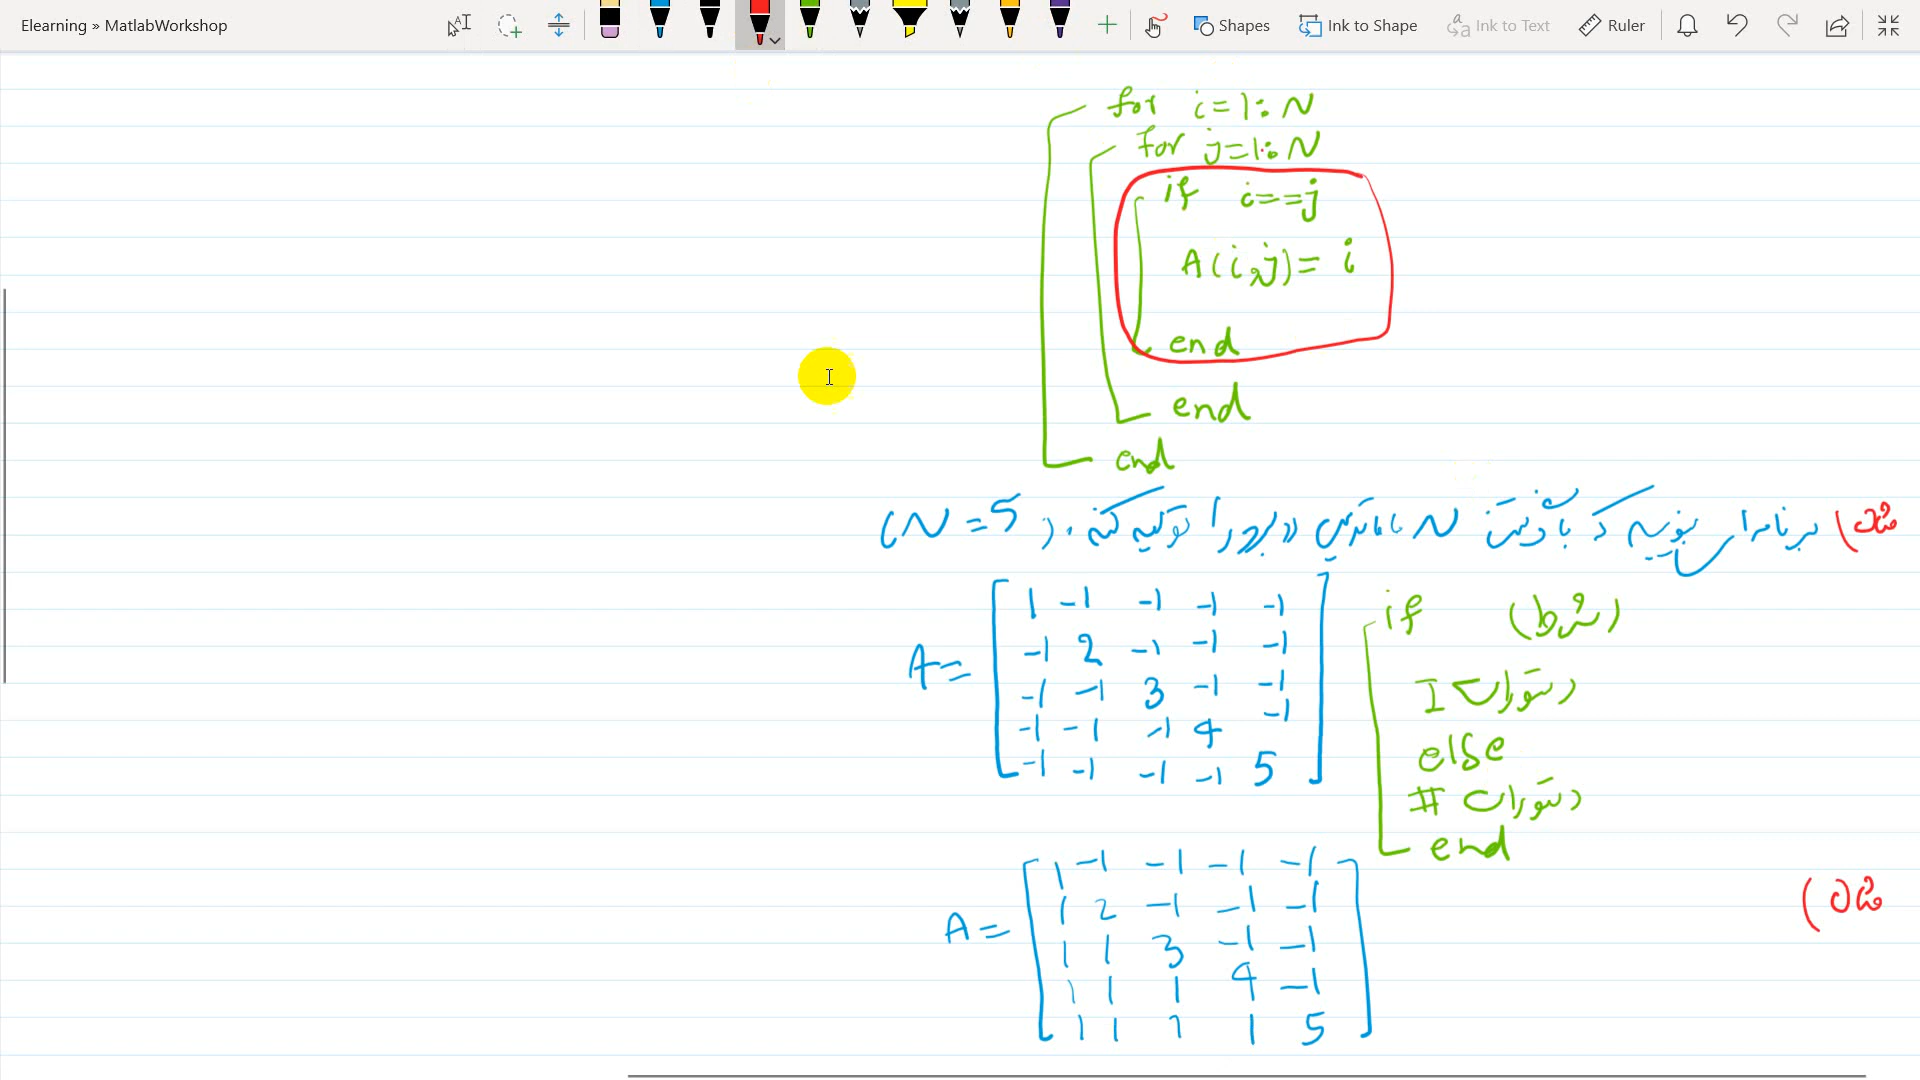 Elearning » MatlabWorkshop
Shapes
Ink to Shape
Ink to Text
Ruler
for i=1:N
for j=1:N
if i==j
A(i,j)= i
end
end
end
مثال) برنامه‌ای بنویسید که با دریافت N ماتریس زیر را تولید کند. (N=5)
A= 1 -1 -1 -1 -1
-1 2 -1 -1 -1
-1 -1 3 -1 -1
-1 -1 -1 4 -1
-1 -1 -1 -1 5
if (شرط)
دستورات I
else
دستورات II
end
مثال)
A= 1 -1 -1 -1 -1
1 2 -1 -1 -1
1 1 3 -1 -1
1 1 1 4 -1
1 1 1 1 5